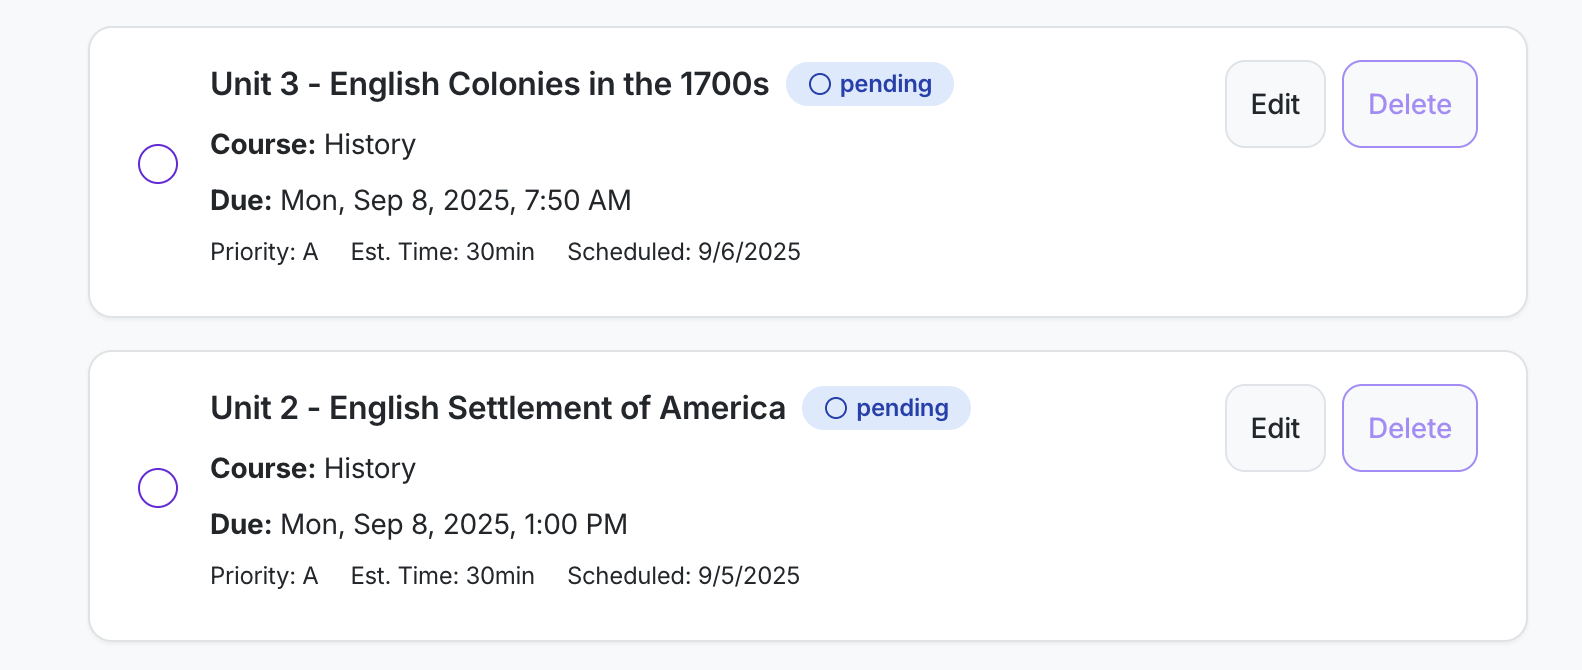 Unit 3 - English Colonies in the 1700s pending
Edit Delete
Course: History
Due: Mon, Sep 8, 2025, 7:50 AM
Priority: A Est. Time: 30min Scheduled: 9/6/2025
Unit 2 - English Settlement of America pending
Edit Delete
Course: History
Due: Mon, Sep 8, 2025, 1:00 PM
Priority: A Est. Time: 30min Scheduled: 9/5/2025